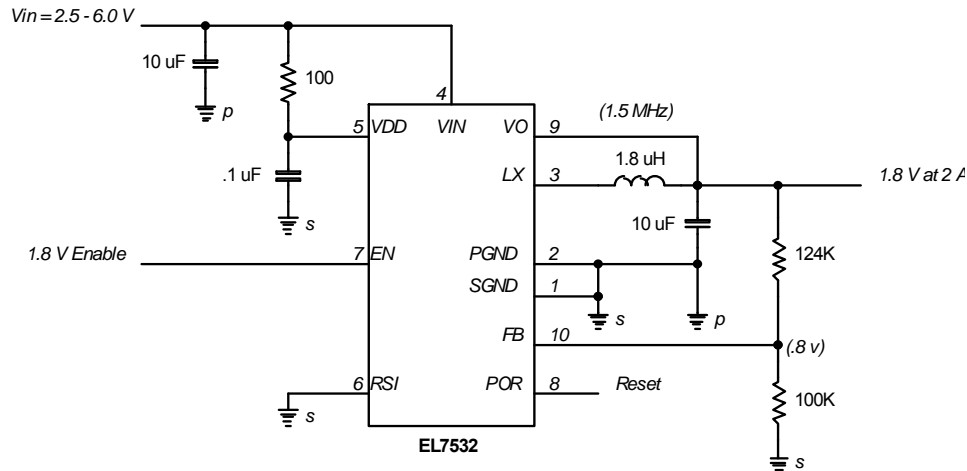 Vin = 2.5 - 6.0 V
10 uF
100
p
4
(1.5 MHz)
5
VDD
VIN
VO
9
1.8 uH
.1 uF
LX
3
1.8 V at 2 A
s
10 uF
1.8 V Enable
7
EN
PGND
2
124K
SGND
1
s
p
FB
10
(.8 v)
6
RSI
POR
8
Reset
100K
s
EL7532
s